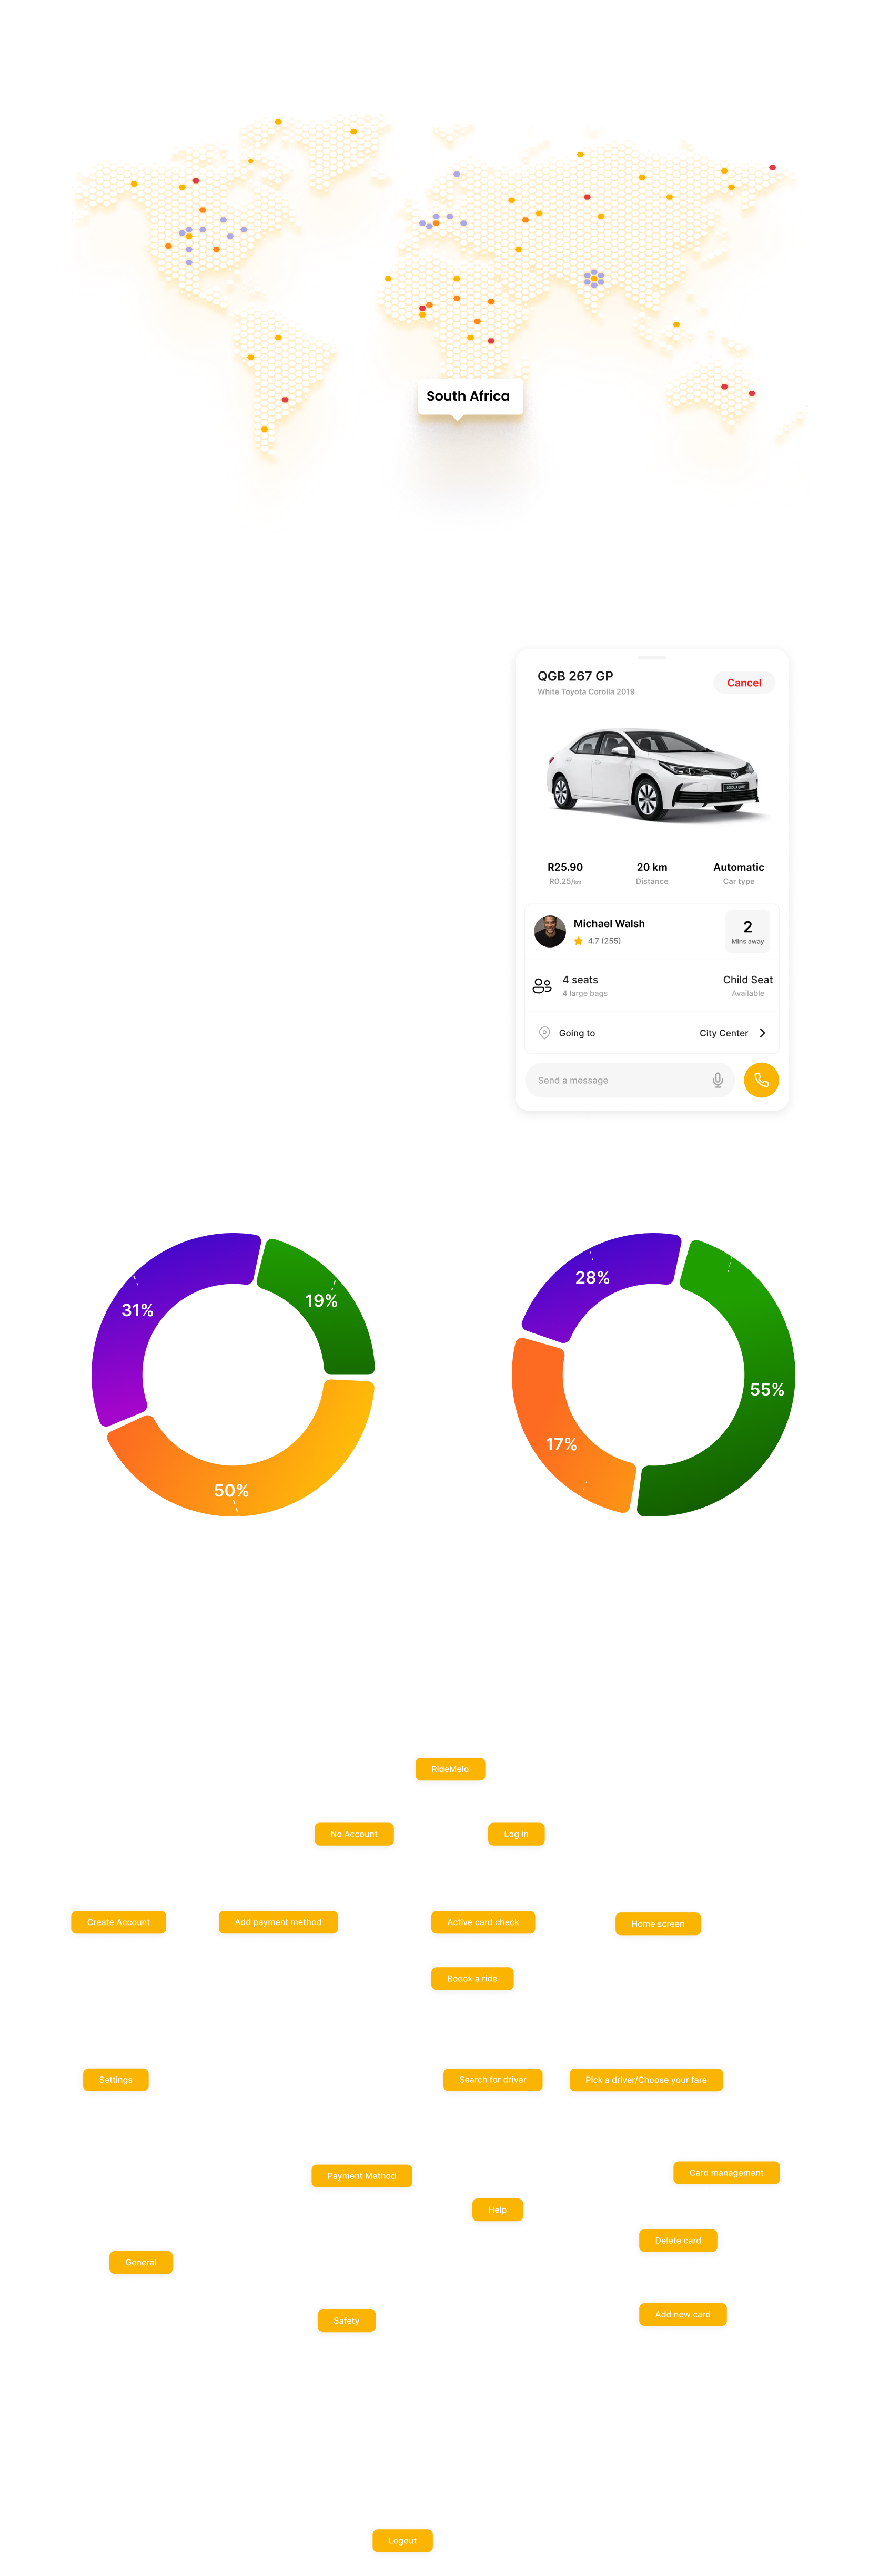 South Africa
QGB 267 GP
White Toyota Corolla 2019
Cancel
R25.90
R0.25/km
20 km
Distance
Automatic
Car type
Michael Walsh
4.7 (255)
2
Mins away
4 seats
4 large bags
Child Seat
Available
Going to
City Center
Send a message
31%
19%
50%
28%
55%
17%
RideMelo
No Account
Log in
Create Account
Add payment method
Active card check
Home screen
Boook a ride
Settings
Search for driver
Pick a driver/Choose your fare
Payment Method
Card management
Help
Delete card
General
Add new card
Safety
Logout